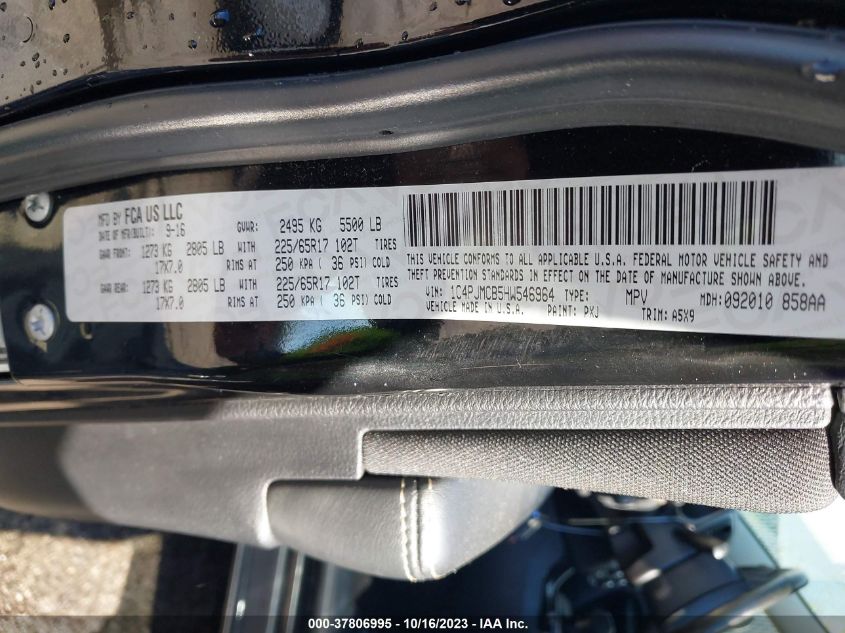 MFD BY FCA US LLC
DATE OF MFR(BUILT): 9-16 GVWR: 2495 KG 5500 LB
GAWR FRONT: 1273 KG 2805 LB WITH 225/65R17 102T TIRES
17X7.0 RIMS AT 250 KPA ( 36 PSI) COLD
GAWR REAR: 1273 KG 2805 LB WITH 225/65R17 102T TIRES
17X7.0 RIMS AT 250 KPA ( 36 PSI) COLD
THIS VEHICLE CONFORMS TO ALL APPLICABLE U.S.A. FEDERAL MOTOR VEHICLE SAFETY AND
THEFT PREVENTION STANDARDS IN EFFECT ON THE DATE OF MANUFACTURE SHOWN ABOVE.
VIN: 1C4PJMCB5HW546964 TYPE: MPV MDH: 092010 858AA
VEHICLE MADE IN U.S.A. PAINT: PKJ TRIM: A5X9
000-37806995 - 10/16/2023 - IAA Inc.